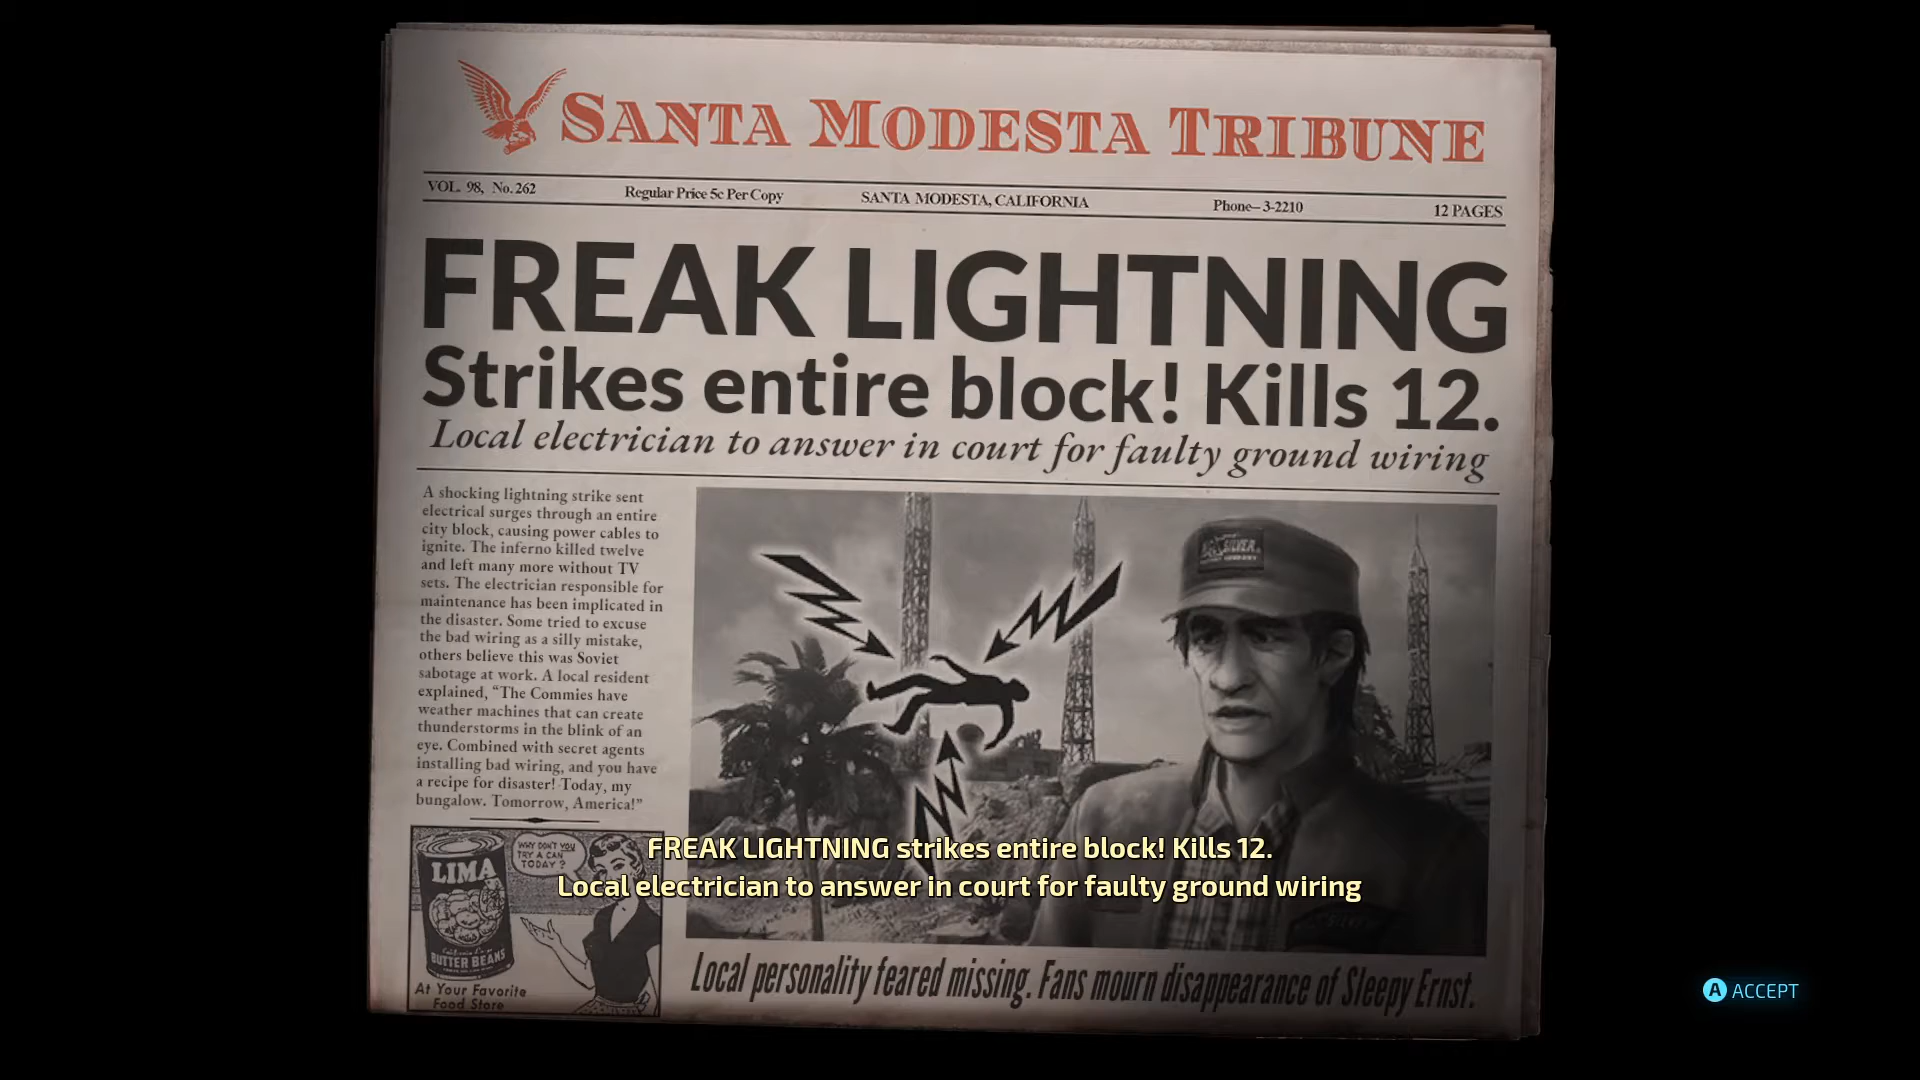 SANTA MODESTA TRIBUNE
VOL. 98, No. 262
Regular Price 5c Per Copy
SANTA MODESTA, CALIFORNIA
Phone–3-2210
12 PAGES
FREAK LIGHTNING
Strikes entire block! Kills 12.
Local electrician to answer in court for faulty ground wiring
A shocking lightning strike sent
electrical surges through an entire
city block, causing power cables to
ignite. The inferno killed twelve
and left many more without TV
sets. The electrician responsible for
maintenance has been implicated in
the disaster. Some tried to excuse
the bad wiring as a silly mistake,
others believe this was Soviet
sabotage at work. A local resident
explained, “The Commies have
weather machines that can create
thunderstorms in the blink of an
eye. Combined with secret agents
installing bad wiring, and you have
a recipe for disaster! Today, my
bungalow. Tomorrow, America!”
WHY DON'T YOU
TRY A CAN
TODAY?
LIMA
BUTTER BEANS
At Your Favorite
Food Store
FREAK LIGHTNING strikes entire block! Kills 12.
Local electrician to answer in court for faulty ground wiring
Local personality feared missing. Fans mourn disappearance of Sleepy Ernst.
A ACCEPT